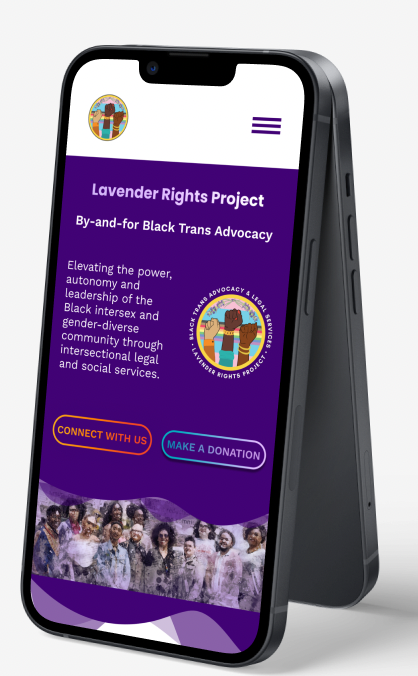 Lavender Rights Project
By-and-for Black Trans Advocacy
Elevating the power,
autonomy and
leadership of the
Black intersex and
gender-diverse
community through
intersectional legal
and social services.
BLACK TRANS ADVOCACY & LEGAL SERVICES
• LAVENDER RIGHTS PROJECT •
CONNECT WITH US
MAKE A DONATION